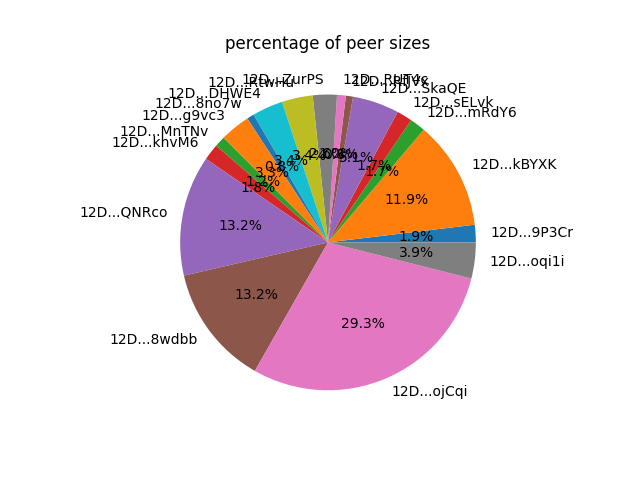 percentage of peer sizes
12D...ZurPS
12D...SkaQE
12D...DHWE4
12D...8no7w
12D...sELvk
12D...g9vc3
12D...mRdY6
12D...MnTNv
12D...khvM6
12D...kBYXK
12D...QNRco
12D...9P3Cr
12D...oqi1i
12D...8wdbb
12D...ojCqi
1.7%
1.7%
1.8%
11.9%
13.2%
1.9%
3.9%
13.2%
29.3%